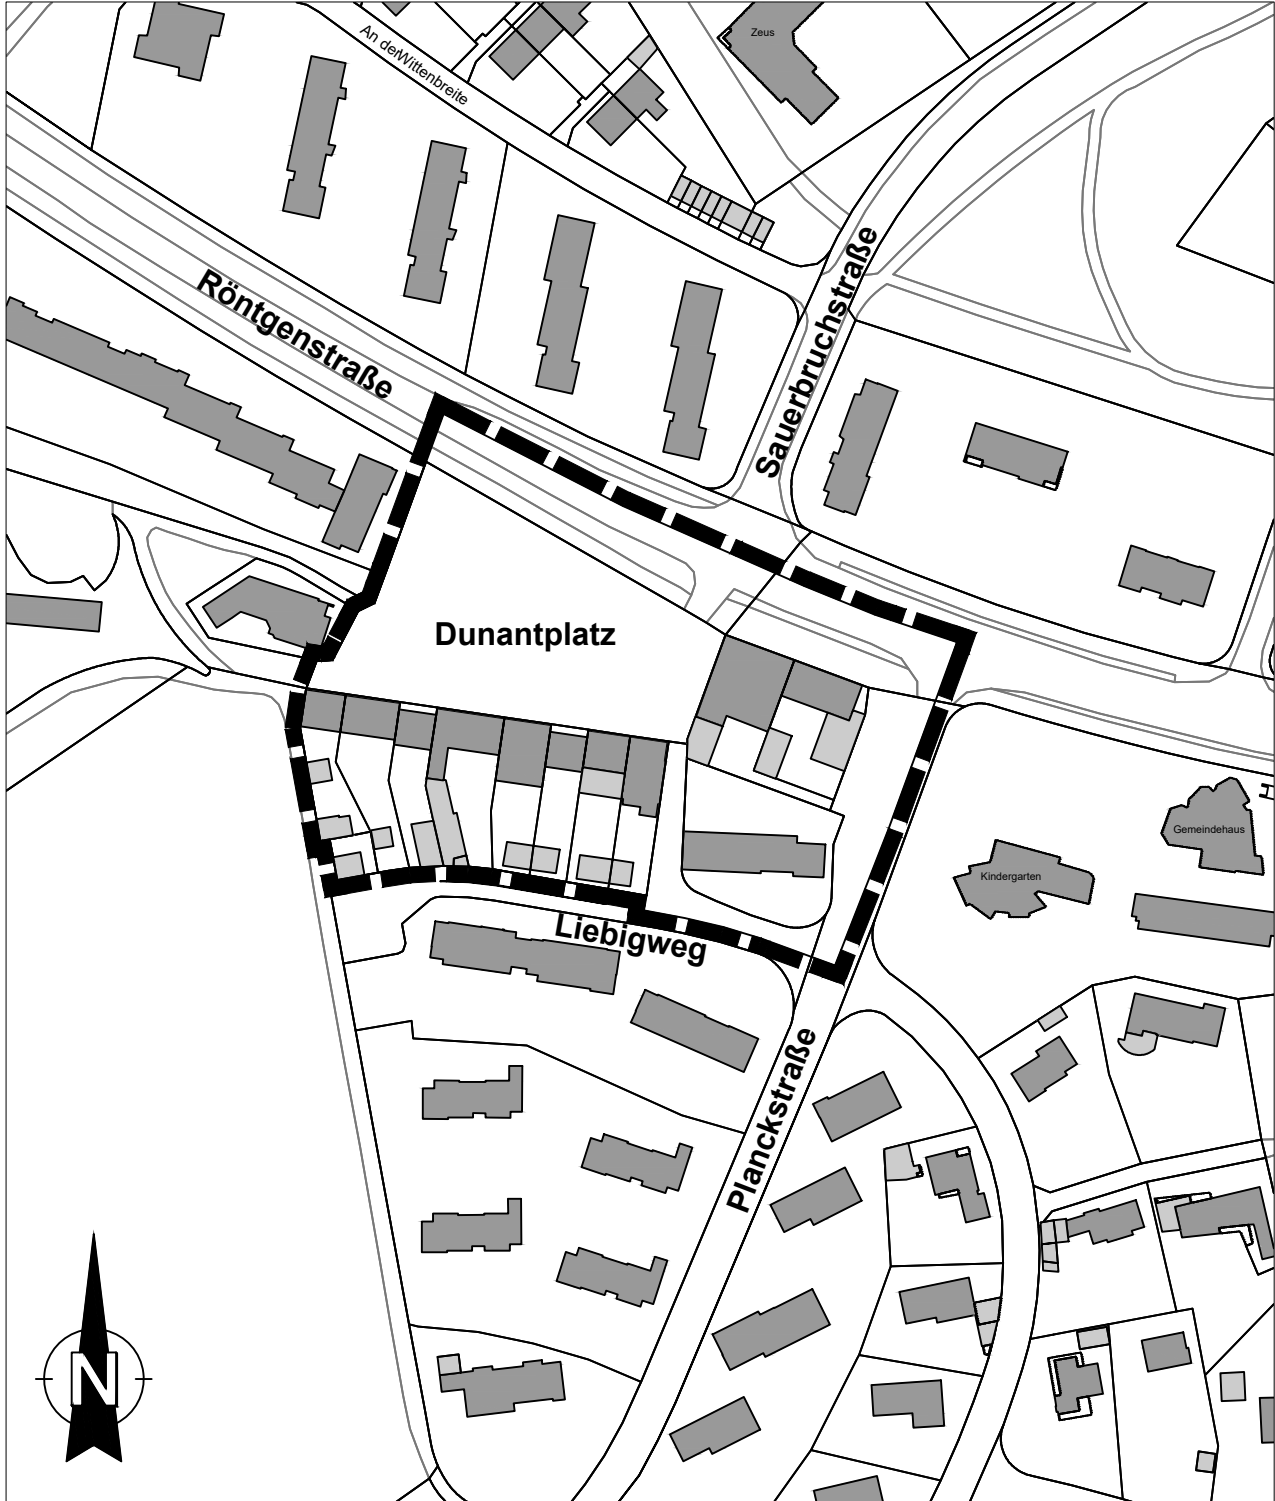 Zeus
An derWittenbreite
Röntgenstraße
Sauerbruchstraße
Dunantplatz
Gemeindehaus
Kindergarten
Liebigweg
Planckstraße
N